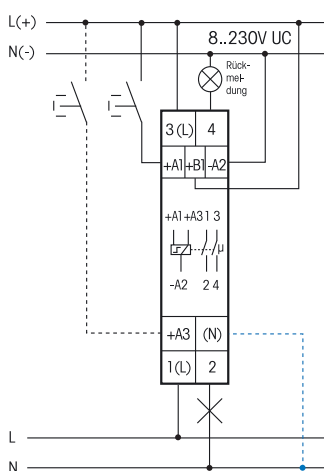 L(+)
N(-)
8..230V UC
Rück-
mel-
dung
3(L) 4
+A1 +B1 -A2
+A1 +A3 1 3
µ
-A2 2 4
+A3 (N)
1(L) 2
L
N